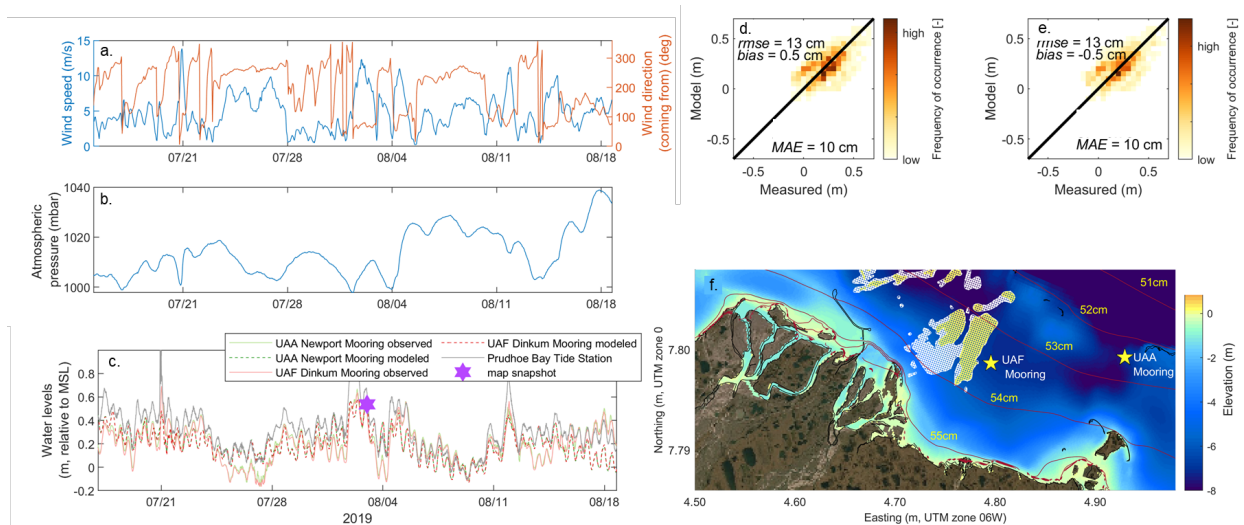 a.
Wind speed (m/s)
15
10
5
0
300
200
100
0
Wind direction
(coming from) (deg)
07/21
07/28
08/04
08/11
08/18
b.
Atmospheric
pressure (mbar)
1040
1020
1000
07/21
07/28
08/04
08/11
08/18
c.
UAA Newport Mooring observed
UAA Newport Mooring modeled
UAF Dinkum Mooring observed
UAF Dinkum Mooring modeled
Prudhoe Bay Tide Station
map snapshot
Water levels
(m, relative to MSL)
0.8
0.6
0.4
0.2
0
-0.2
07/21
07/28
08/04
08/11
08/18
2019
d.
rmse = 13 cm
bias = 0.5 cm
MAE = 10 cm
Model (m)
0.5
0
-0.5
-0.5
0
0.5
Measured (m)
high
low
Frequency of occurrence [-]
e.
rmse = 13 cm
bias = -0.5 cm
MAE = 10 cm
Model (m)
0.5
0
-0.5
-0.5
0
0.5
Measured (m)
high
low
Frequency of occurrence [-]
f.
51cm
52cm
53cm
54cm
55cm
UAF
Mooring
UAA
Mooring
Northing (m, UTM zone 0
7.80
7.79
4.50
4.60
4.70
4.80
4.90
Easting (m, UTM zone 06W)
0
-2
-4
-6
-8
Elevation (m)